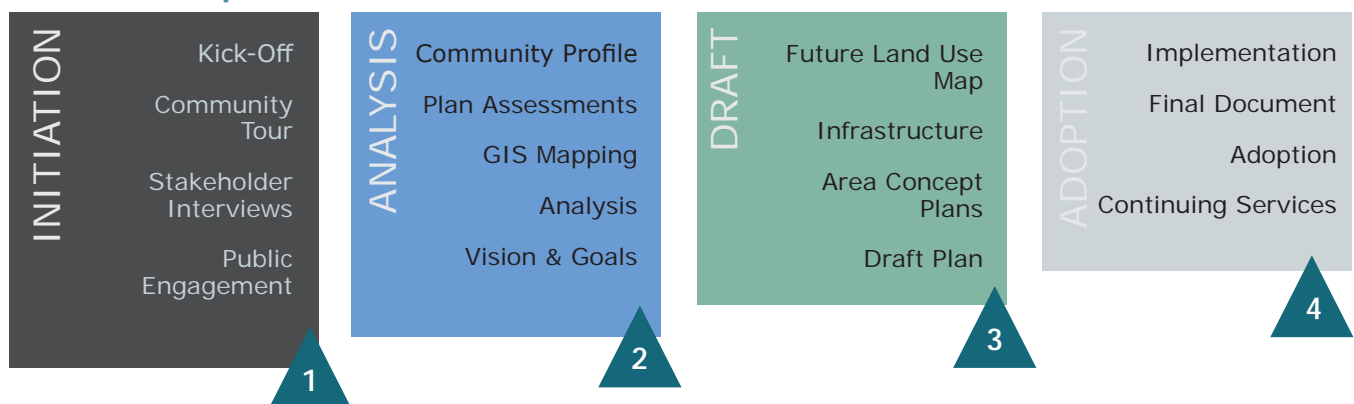 INITIATION
Kick-Off
Community
Tour
Stakeholder
Interviews
Public
Engagement
1
ANALYSIS
Community Profile
Plan Assessments
GIS Mapping
Analysis
Vision & Goals
2
DRAFT
Future Land Use
Map
Infrastructure
Area Concept
Plans
Draft Plan
3
ADOPTION
Implementation
Final Document
Adoption
Continuing Services
4